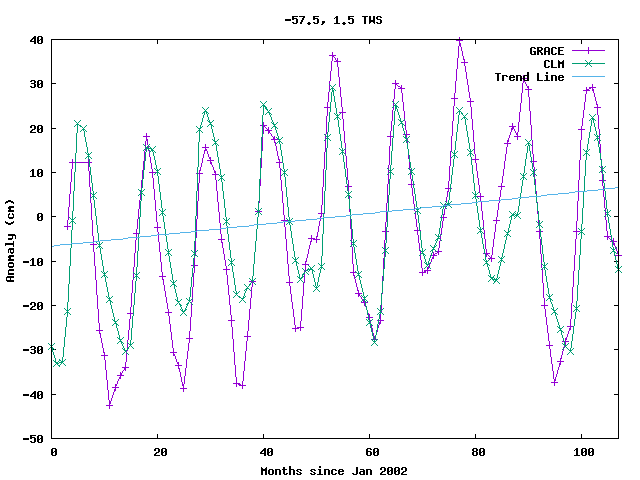 -57.5, 1.5 TWS
GRACE
CLM
Trend Line
40
30
20
10
0
-10
-20
-30
-40
-50
Anomaly (cm)
0 20 40 60 80 100
Months since Jan 2002